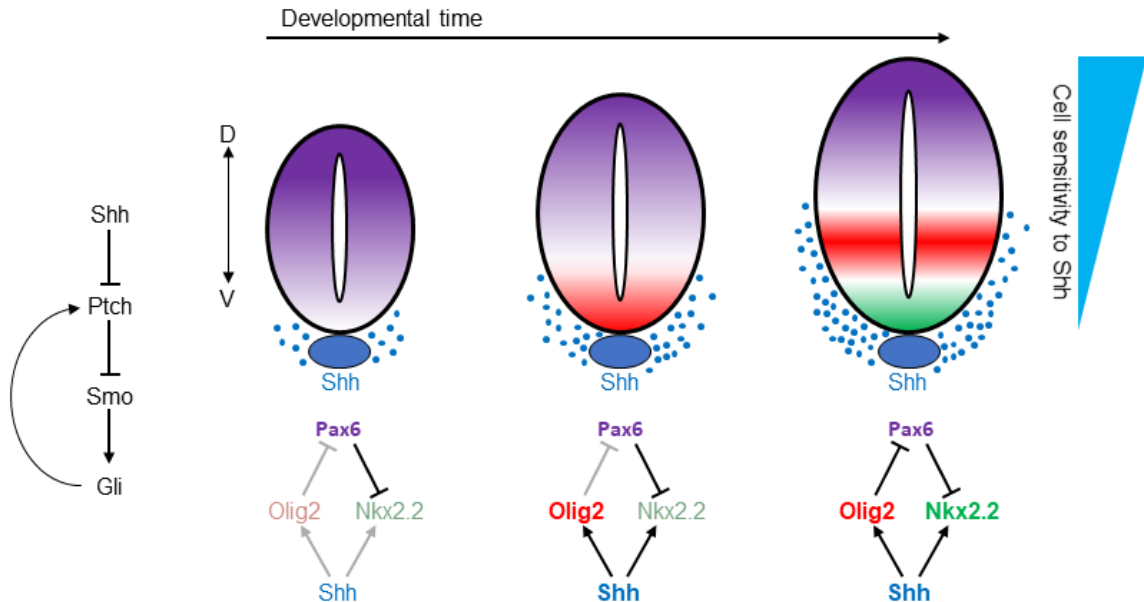 Developmental time
D
V
Cell sensitivity to Shh
Shh
Ptch
Smo
Gli
Shh
Shh
Shh
Pax6
Olig2 Nkx2.2
Shh
Pax6
Olig2 Nkx2.2
Shh
Pax6
Olig2 Nkx2.2
Shh